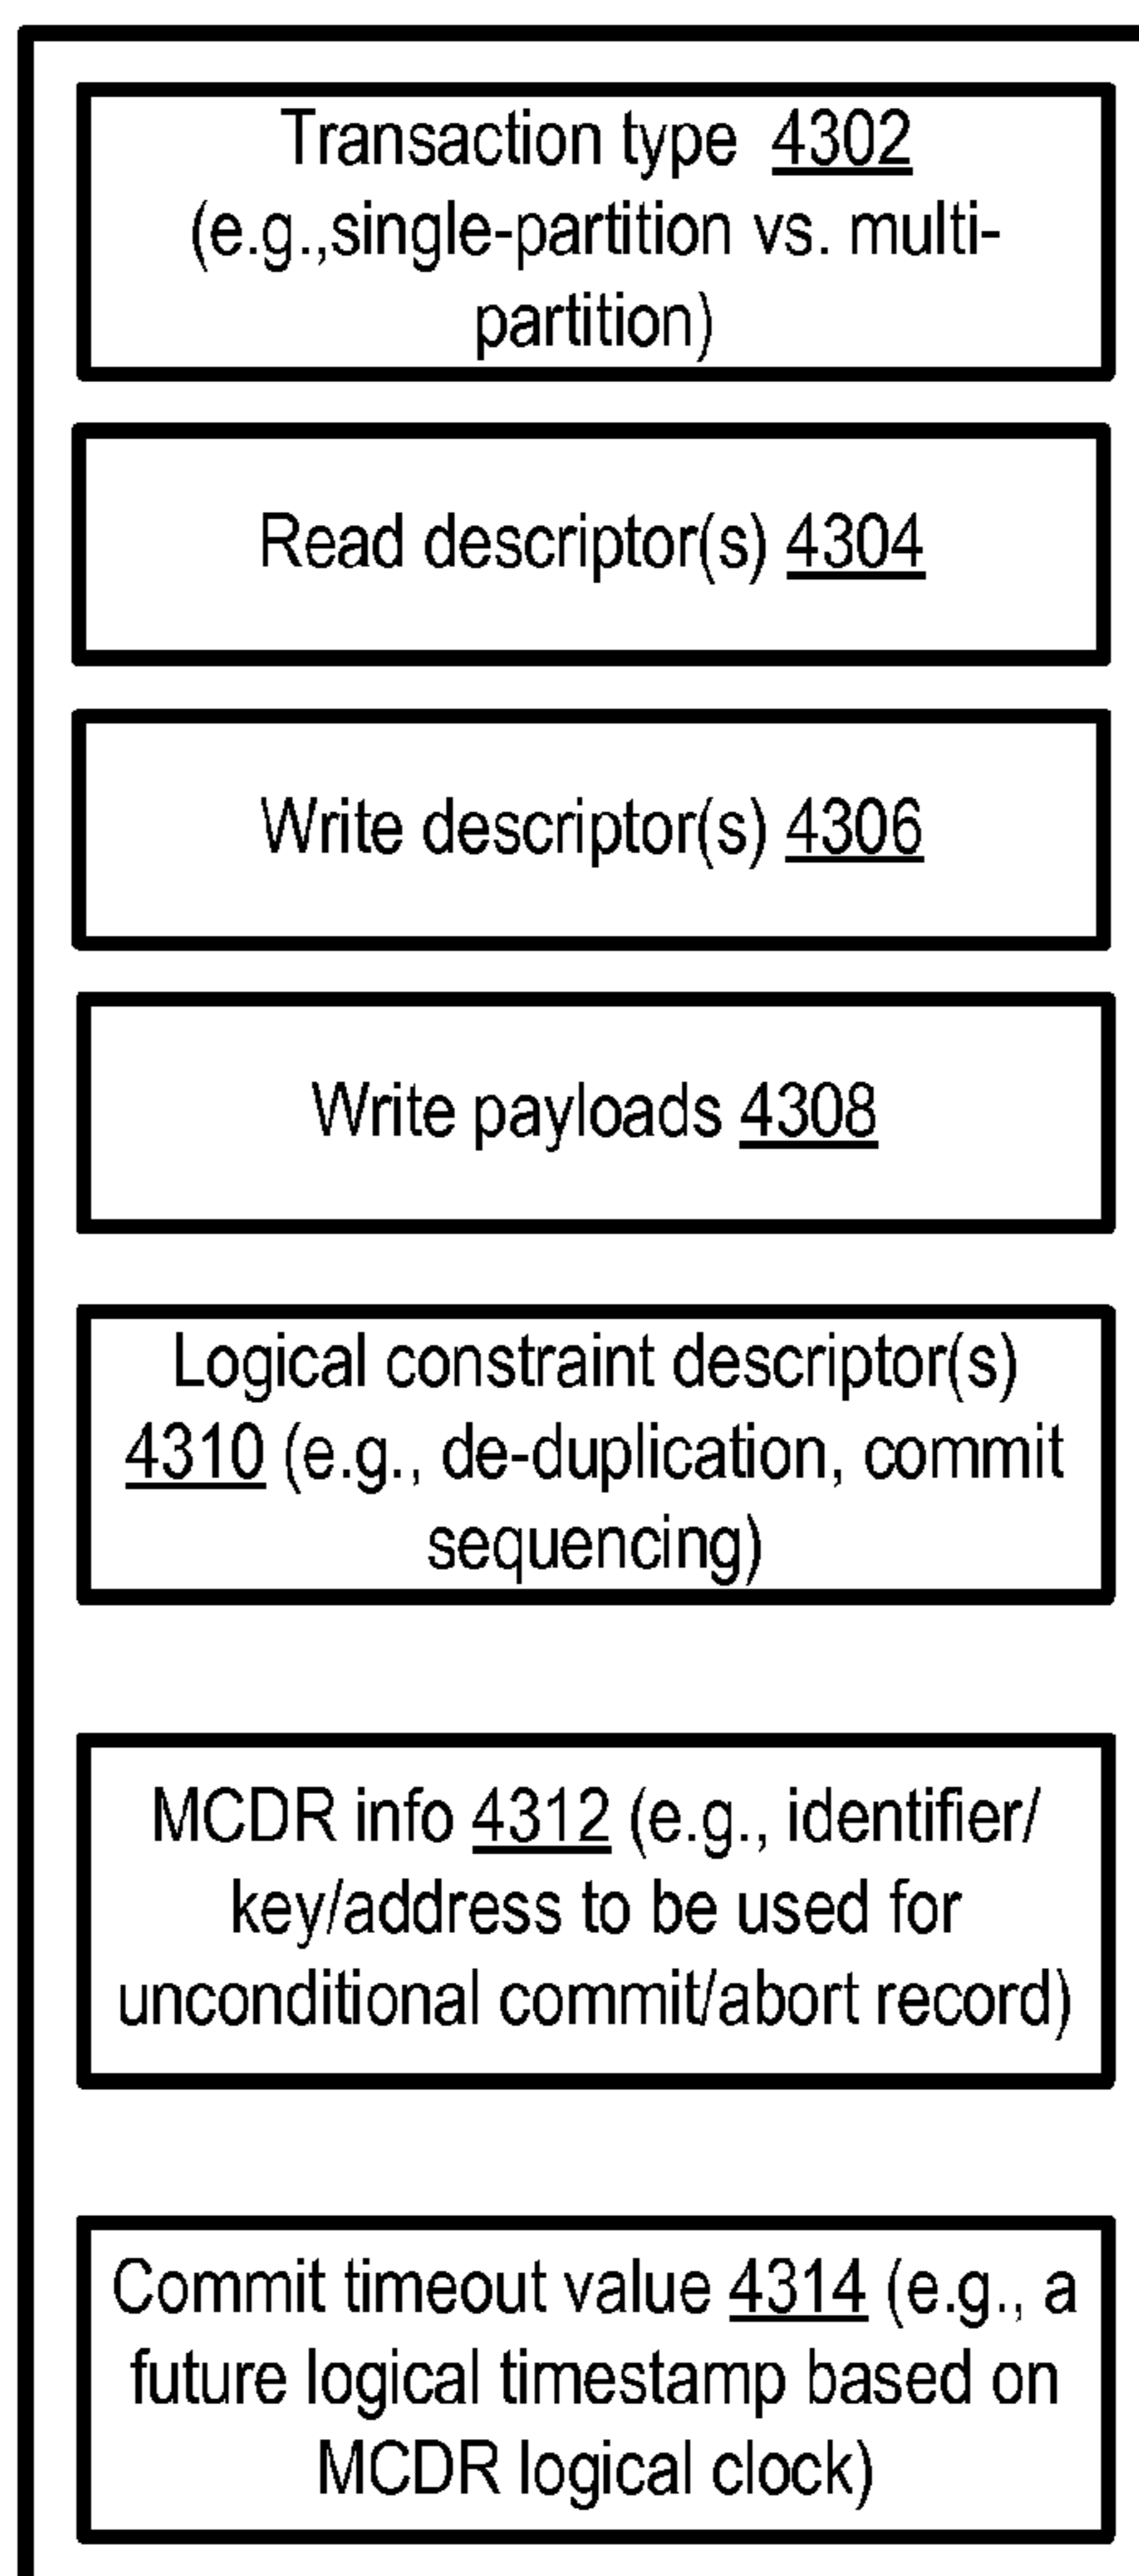 Transaction type 4302
(e.g.,single-partition vs. multi-
partition)
Read descriptor(s) 4304
Write descriptor(s) 4306
Write payloads 4308
Logical constraint descriptor(s)
4310 (e.g., de-duplication, commit
sequencing)
MCDR info 4312 (e.g., identifier/
key/address to be used for
unconditional commit/abort record)
Commit timeout value 4314 (e.g., a
future logical timestamp based on
MCDR logical clock)